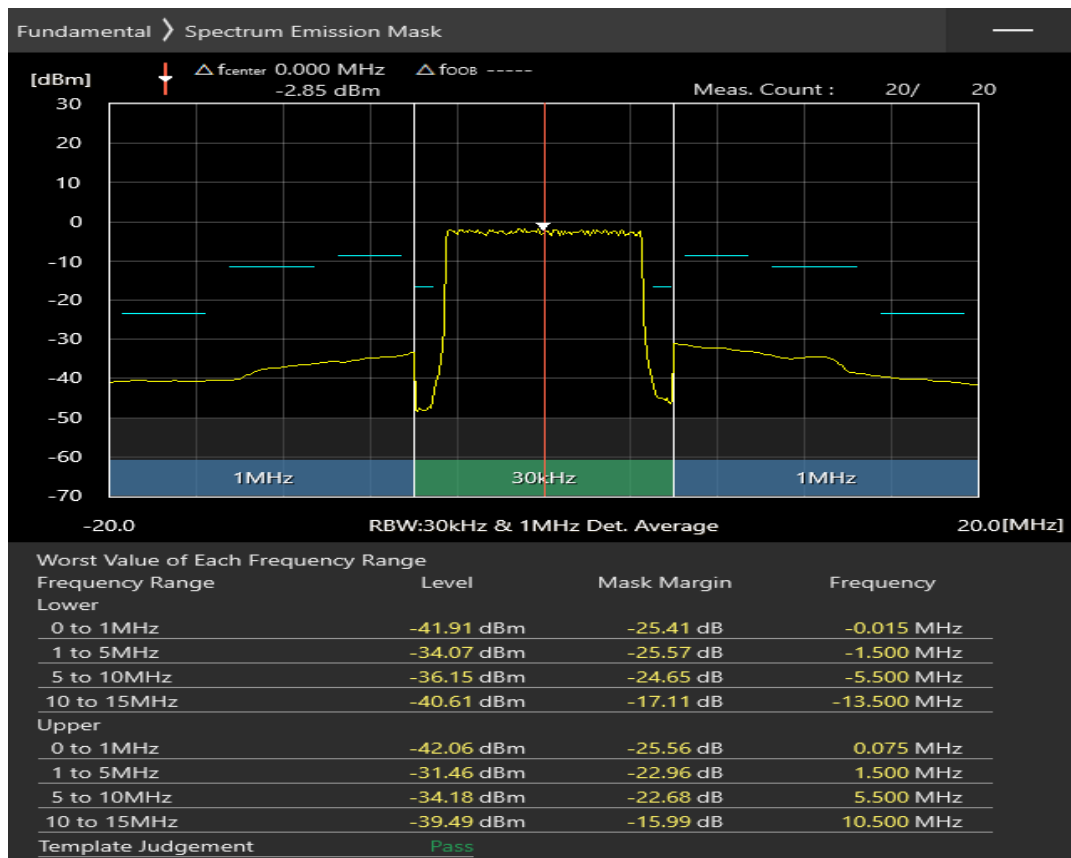 Fundamental ❯ Spectrum Emission Mask
[dBm] △ fcenter 0.000 MHz △ fOOB -----
-2.85 dBm Meas. Count : 20/ 20
30
20
10
0
-10
-20
-30
-40
-50
-60
1MHz 30kHz 1MHz
-70
-20.0 RBW:30kHz & 1MHz Det. Average 20.0[MHz]
Worst Value of Each Frequency Range
Frequency Range Level Mask Margin Frequency
Lower
0 to 1MHz -41.91 dBm -25.41 dB -0.015 MHz
1 to 5MHz -34.07 dBm -25.57 dB -1.500 MHz
5 to 10MHz -36.15 dBm -24.65 dB -5.500 MHz
10 to 15MHz -40.61 dBm -17.11 dB -13.500 MHz
Upper
0 to 1MHz -42.06 dBm -25.56 dB 0.075 MHz
1 to 5MHz -31.46 dBm -22.96 dB 1.500 MHz
5 to 10MHz -34.18 dBm -22.68 dB 5.500 MHz
10 to 15MHz -39.49 dBm -15.99 dB 10.500 MHz
Template Judgement Pass